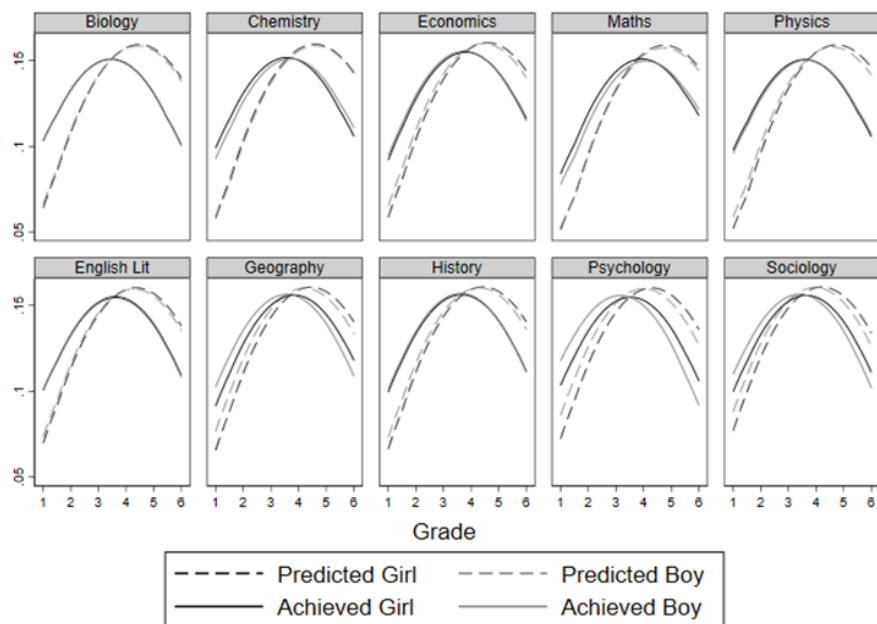 Biology Chemistry Economics Maths Physics
.15
.1
.05
English Lit Geography History Psychology Sociology
.15
.1
.05
1 2 3 4 5 6 1 2 3 4 5 6 1 2 3 4 5 6 1 2 3 4 5 6 1 2 3 4 5 6
Grade
Predicted Girl Predicted Boy
Achieved Girl Achieved Boy